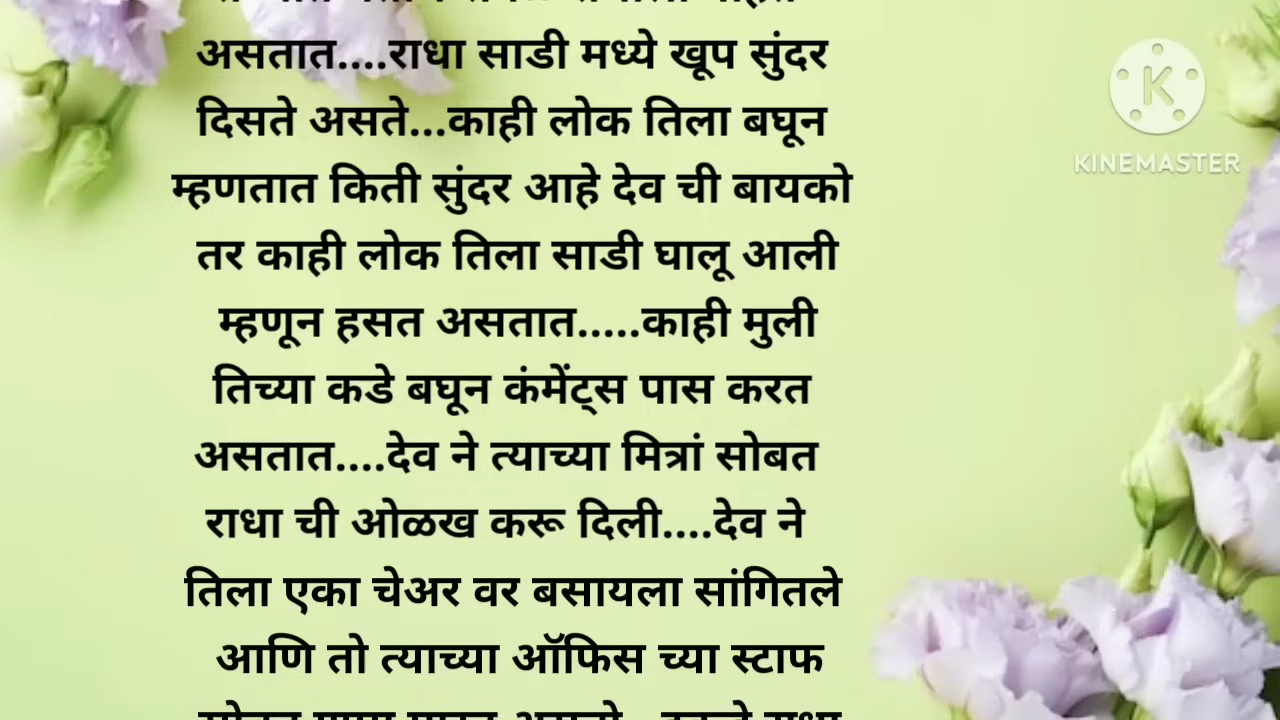 असतात....राधा साडी मध्ये खूप सुंदर
दिसते असते...काही लोक तिला बघून
म्हणतात किती सुंदर आहे देव ची बायको
तर काही लोक तिला साडी घालू आली
म्हणून हसत असतात.....काही मुली
तिच्या कडे बघून कंमेंट्स पास करत
असतात....देव ने त्याच्या मित्रां सोबत
राधा ची ओळख करू दिली....देव ने
तिला एका चेअर वर बसायला सांगितले
आणि तो त्याच्या ऑफिस च्या स्टाफ
K
KINEMASTER